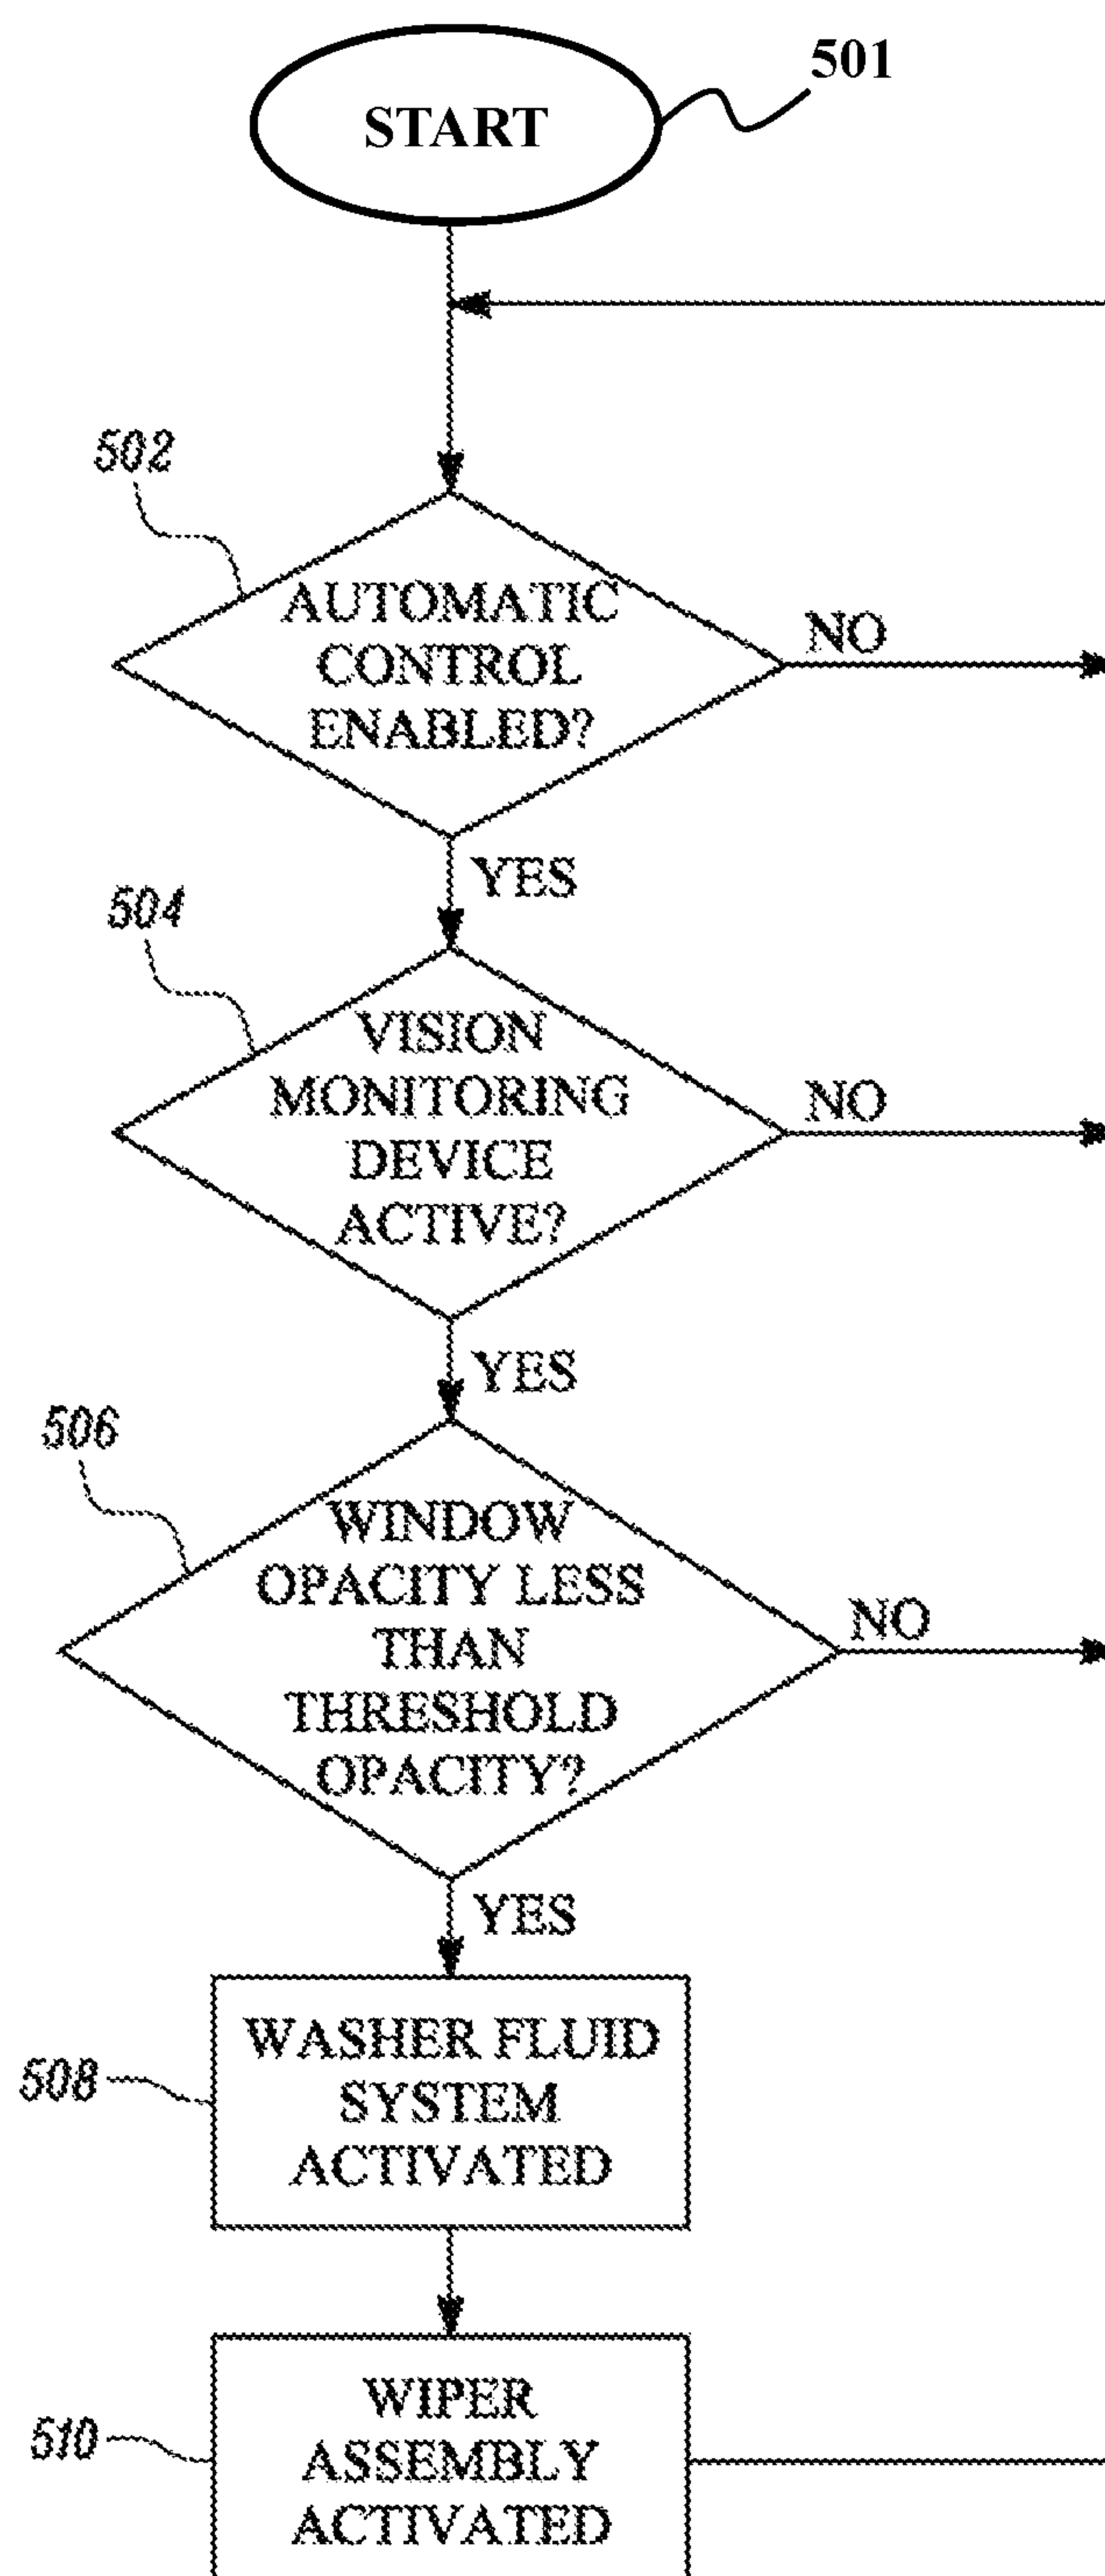 START
501
502
AUTOMATIC
CONTROL
ENABLED?
NO
YES
504
VISION
MONITORING
DEVICE
ACTIVE?
NO
YES
506
WINDOW
OPACITY LESS
THAN
THRESHOLD
OPACITY?
NO
YES
508
WASHER FLUID
SYSTEM
ACTIVATED
510
WIPER
ASSEMBLY
ACTIVATED